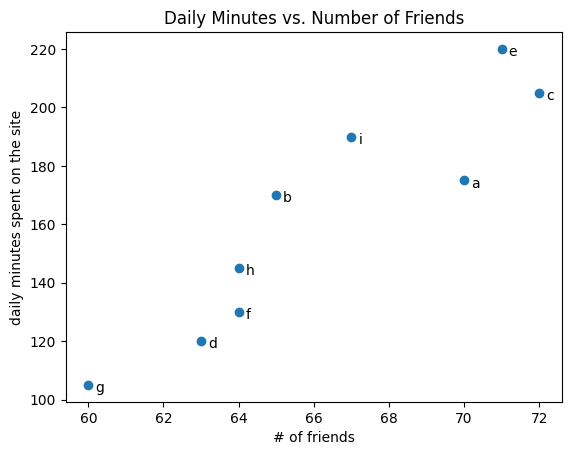 Daily Minutes vs. Number of Friends
daily minutes spent on the site
220
200
180
160
140
120
100
e
c
i
a
b
h
f
d
g
60 62 64 66 68 70 72
# of friends